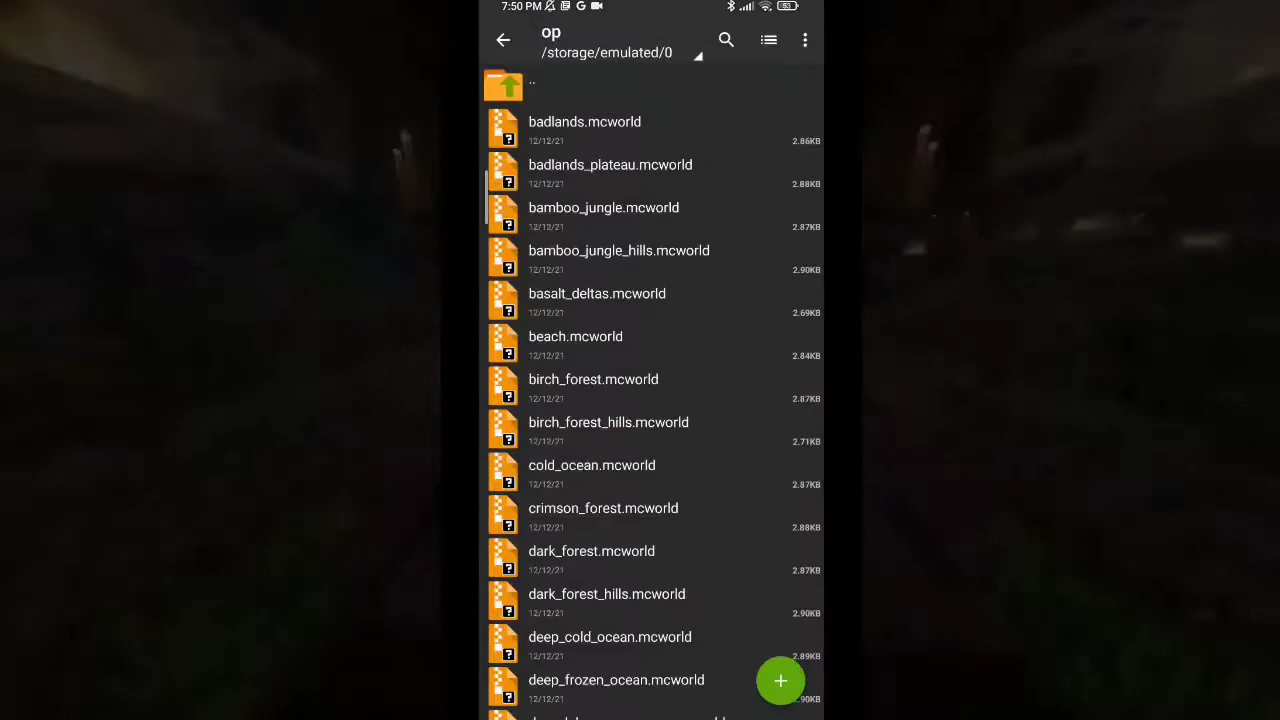 7:50 PM
53
op
/storage/emulated/0
..
badlands.mcworld
12/12/21
2.86KB
badlands_plateau.mcworld
12/12/21
2.88KB
bamboo_jungle.mcworld
12/12/21
2.87KB
bamboo_jungle_hills.mcworld
12/12/21
2.90KB
basalt_deltas.mcworld
12/12/21
2.69KB
beach.mcworld
12/12/21
2.84KB
birch_forest.mcworld
12/12/21
2.87KB
birch_forest_hills.mcworld
12/12/21
2.71KB
cold_ocean.mcworld
12/12/21
2.87KB
crimson_forest.mcworld
12/12/21
2.88KB
dark_forest.mcworld
12/12/21
2.87KB
dark_forest_hills.mcworld
12/12/21
2.90KB
deep_cold_ocean.mcworld
12/12/21
2.89KB
deep_frozen_ocean.mcworld
12/12/21
.90KB